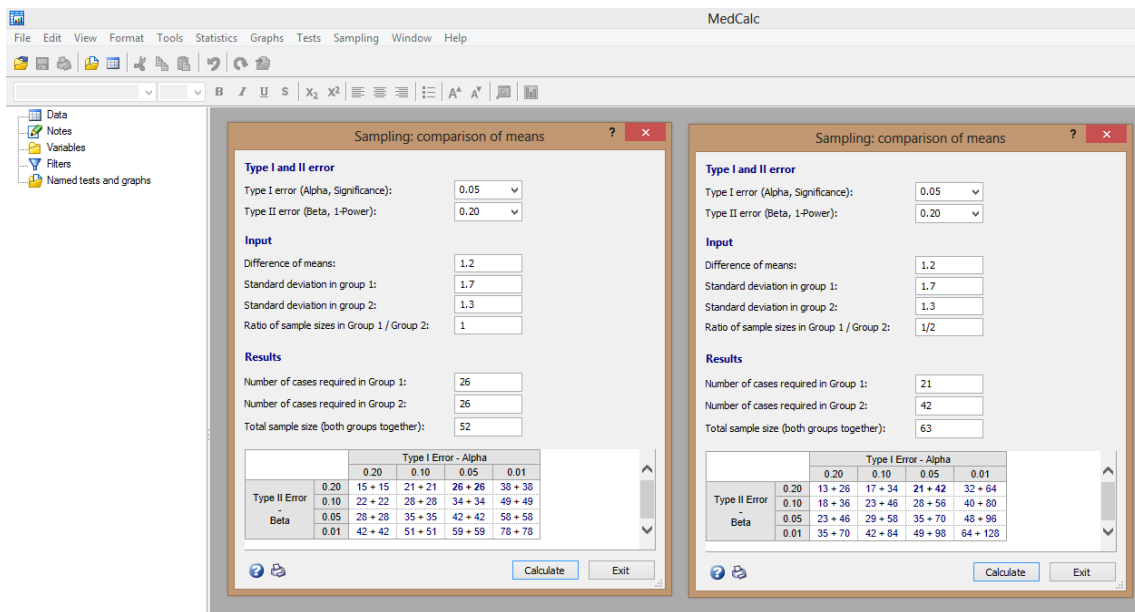 MedCalc
File Edit View Format Tools Statistics Graphs Tests Sampling Window Help
B I U S X₂ X² A A
Data
Notes
Variables
Filters
Named tests and graphs
Sampling: comparison of means ? ×
Type I and II error
Type I error (Alpha, Significance): 0.05
Type II error (Beta, 1-Power): 0.20
Input
Difference of means: 1.2
Standard deviation in group 1: 1.7
Standard deviation in group 2: 1.3
Ratio of sample sizes in Group 1 / Group 2: 1
Results
Number of cases required in Group 1: 26
Number of cases required in Group 2: 26
Total sample size (both groups together): 52
Type I Error - Alpha
0.20 0.10 0.05 0.01
Type II Error - Beta
0.20 15 + 15 21 + 21 26 + 26 38 + 38
0.10 22 + 22 28 + 28 34 + 34 49 + 49
0.05 28 + 28 35 + 35 42 + 42 58 + 58
0.01 42 + 42 51 + 51 59 + 59 78 + 78
? Calculate Exit
Sampling: comparison of means ? ×
Type I and II error
Type I error (Alpha, Significance): 0.05
Type II error (Beta, 1-Power): 0.20
Input
Difference of means: 1.2
Standard deviation in group 1: 1.7
Standard deviation in group 2: 1.3
Ratio of sample sizes in Group 1 / Group 2: 1/2
Results
Number of cases required in Group 1: 21
Number of cases required in Group 2: 42
Total sample size (both groups together): 63
Type I Error - Alpha
0.20 0.10 0.05 0.01
Type II Error - Beta
0.20 13 + 26 17 + 34 21 + 42 32 + 64
0.10 18 + 36 23 + 46 28 + 56 40 + 80
0.05 23 + 46 29 + 58 35 + 70 48 + 96
0.01 35 + 70 42 + 84 49 + 98 64 + 128
? Calculate Exit